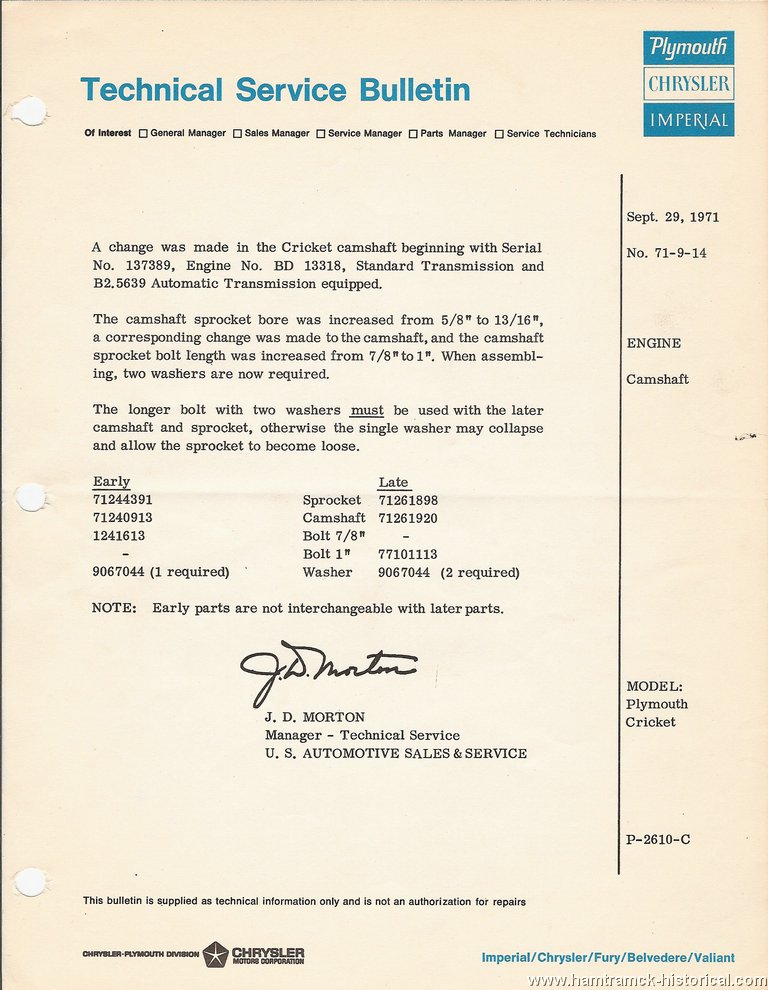 Plymouth
CHRYSLER
IMPERIAL
Technical Service Bulletin
Of Interest General Manager Sales Manager Service Manager Parts Manager Service Technicians
Sept. 29, 1971
No. 71-9-14
ENGINE
Camshaft
A change was made in the Cricket camshaft beginning with Serial
No. 137389, Engine No. BD 13318, Standard Transmission and
B2.5639 Automatic Transmission equipped.
The camshaft sprocket bore was increased from 5/8" to 13/16",
a corresponding change was made to the camshaft, and the camshaft
sprocket bolt length was increased from 7/8" to 1". When assembl-
ing, two washers are now required.
The longer bolt with two washers must be used with the later
camshaft and sprocket, otherwise the single washer may collapse
and allow the sprocket to become loose.
Early Late
71244391 Sprocket 71261898
71240913 Camshaft 71261920
1241613 Bolt 7/8" -
- Bolt 1" 77101113
9067044 (1 required) Washer 9067044 (2 required)
NOTE: Early parts are not interchangeable with later parts.
J. D. Morton
J. D. MORTON
Manager - Technical Service
U. S. AUTOMOTIVE SALES & SERVICE
MODEL:
Plymouth
Cricket
P-2610-C
This bulletin is supplied as technical information only and is not an authorization for repairs
CHRYSLER-PLYMOUTH DIVISION CHRYSLER
MOTORS CORPORATION
Imperial/Chrysler/Fury/Belvedere/Valiant
www.hamtramck-historical.com